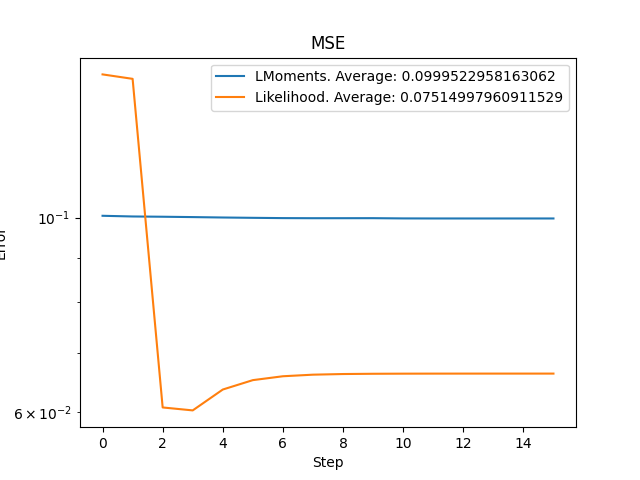 MSE
LMoments. Average: 0.0999522958163062
Likelihood. Average: 0.07514997960911529
Error
10⁻¹
6 × 10⁻²
0 2 4 6 8 10 12 14
Step